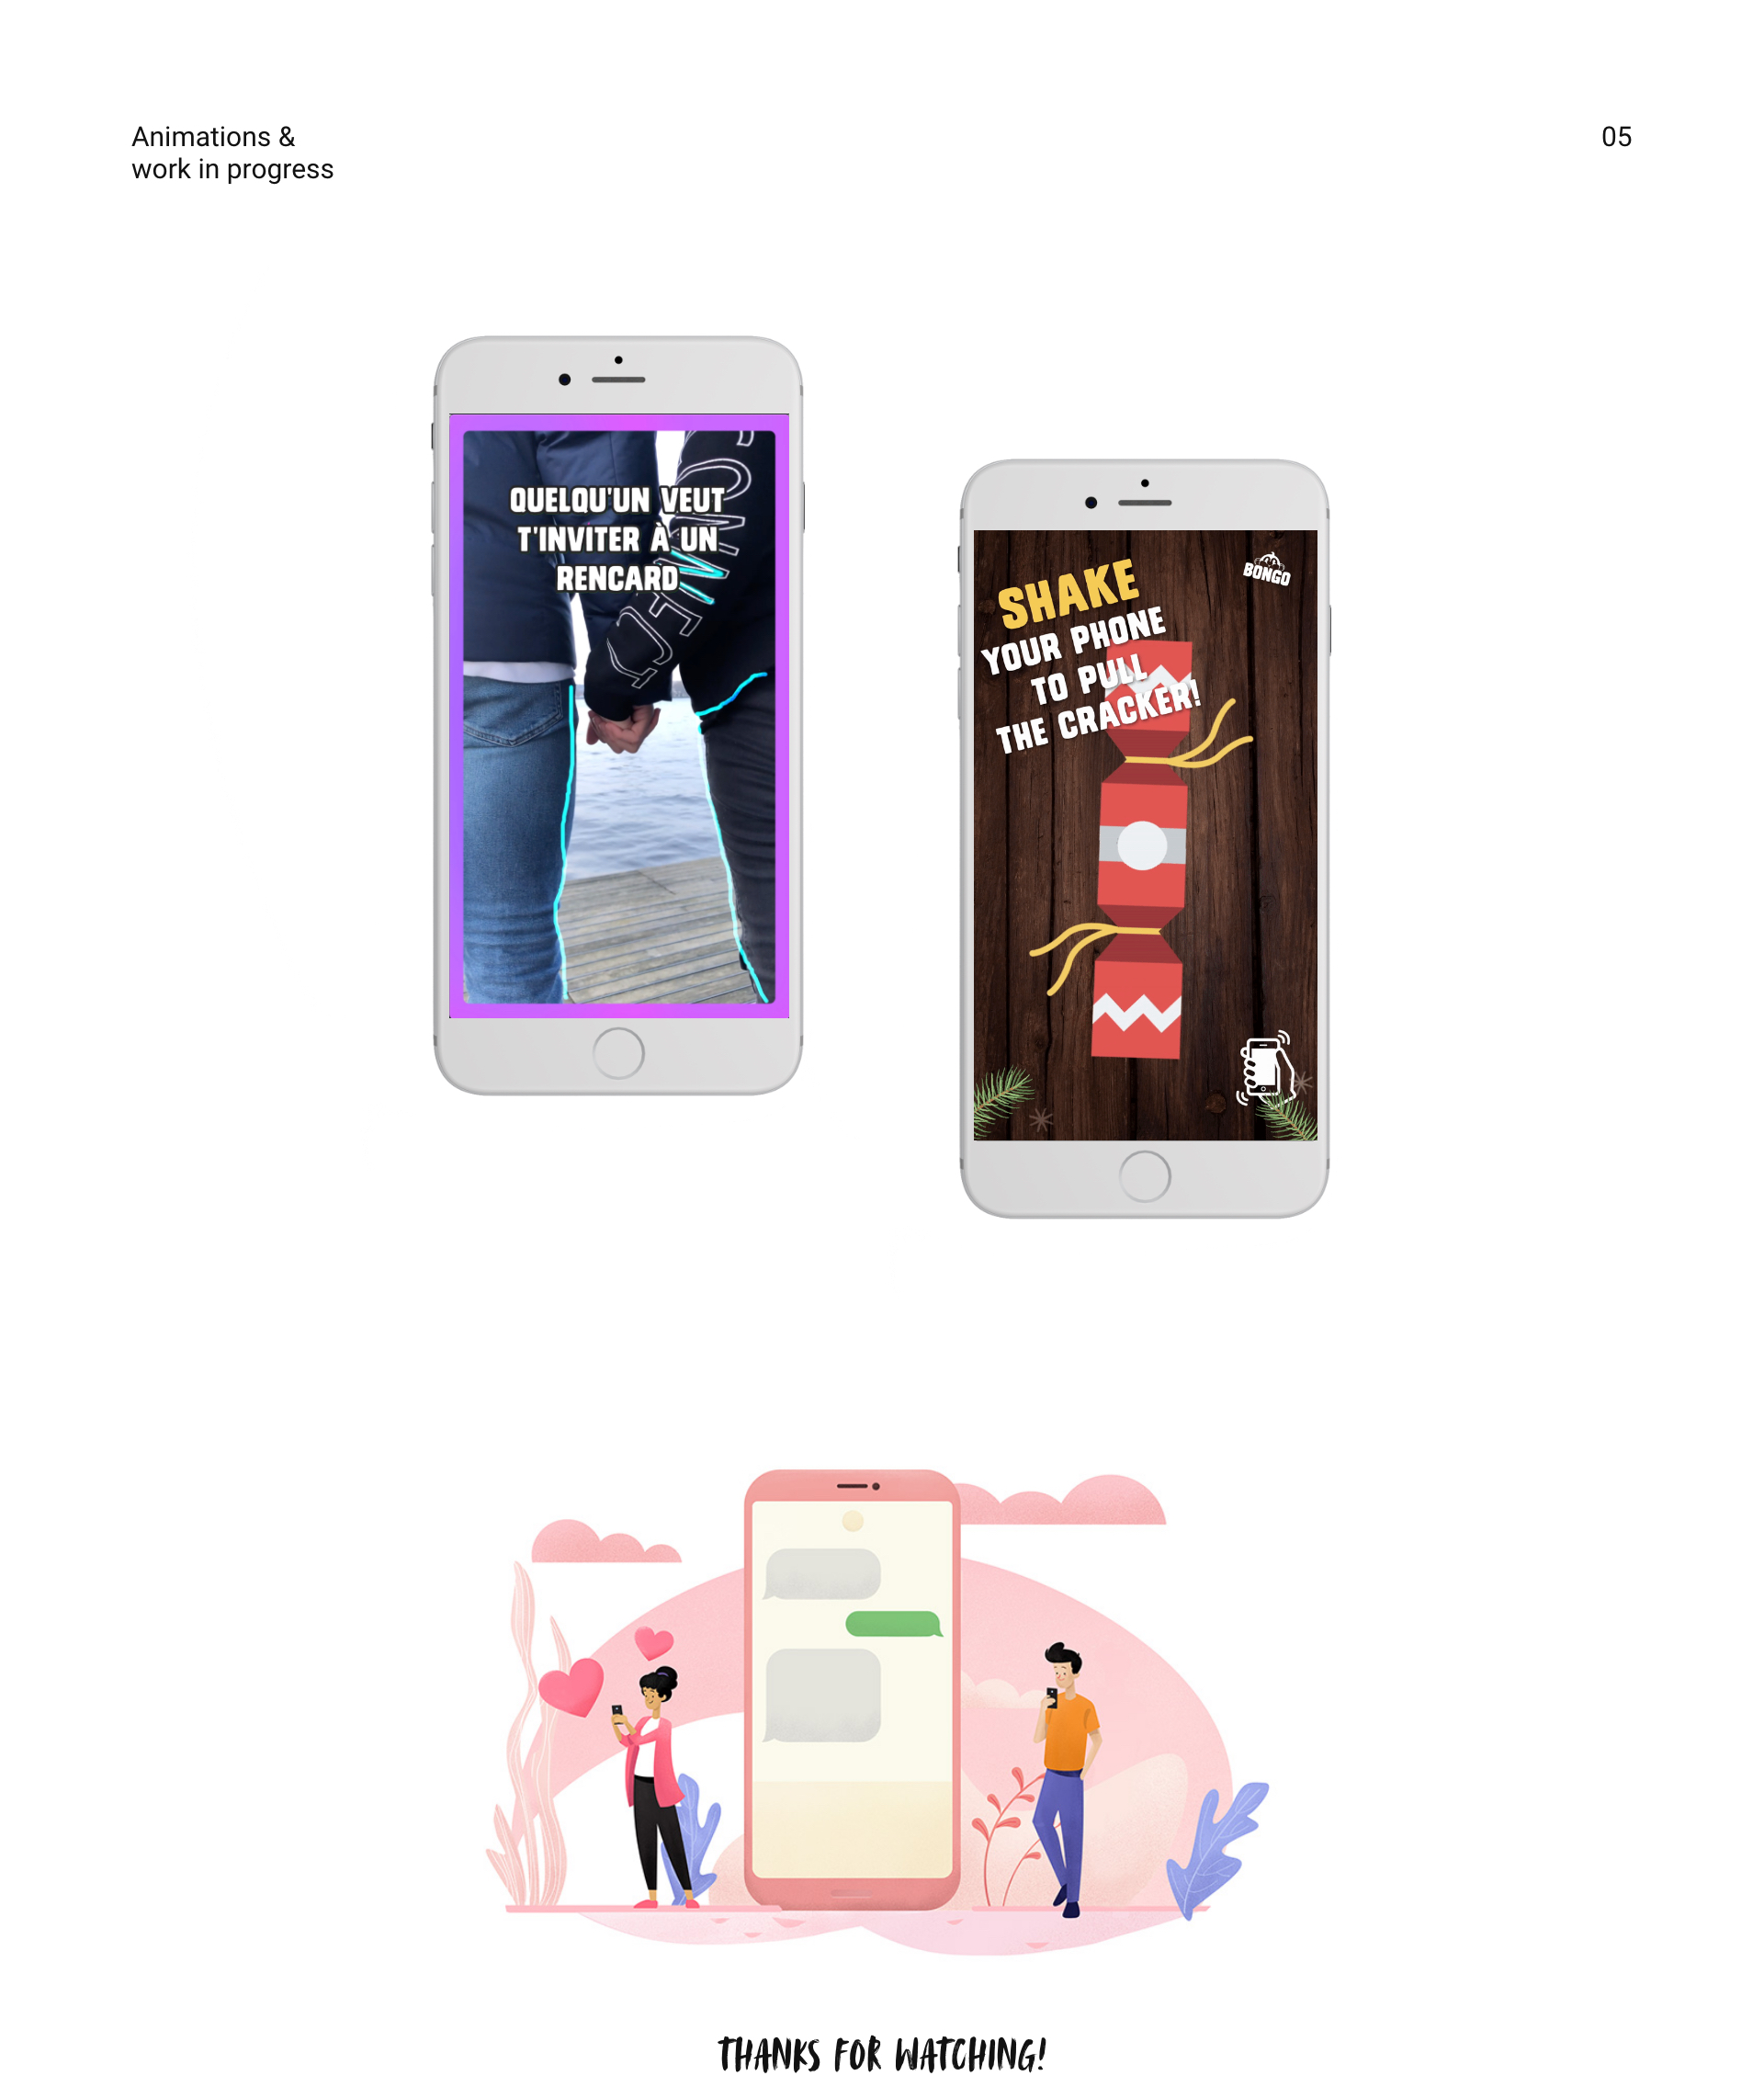 Animations &
work in progress
05
QUELQU'UN VEUT
T'INVITER À UN
RENCARD
CONNECT
SHAKE
YOUR PHONE
TO PULL
THE CRACKER!
BONGO
THANKS FOR WATCHING!